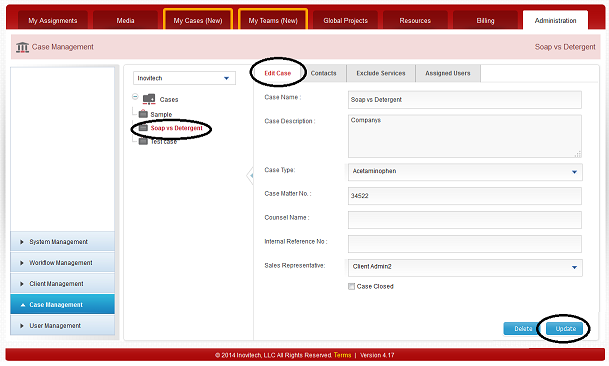 My Assignments Media My Cases (New) My Teams (New) Global Projects Resources Billing Administration
Case Management Soap vs Detergent
Inovitech
Cases
Sample
Soap vs Detergent
Test case
System Management
Workflow Management
Client Management
Case Management
User Management
Edit Case Contacts Exclude Services Assigned Users
Case Name : Soap vs Detergent
Case Description : Companys
Case Type: Acetaminophen
Case Matter No. : 34522
Counsel Name :
Internal Reference No :
Sales Representative: Client Admin2
Case Closed
Delete Update
© 2014 Inovitech, LLC All Rights Reserved. Terms | Version 4.17